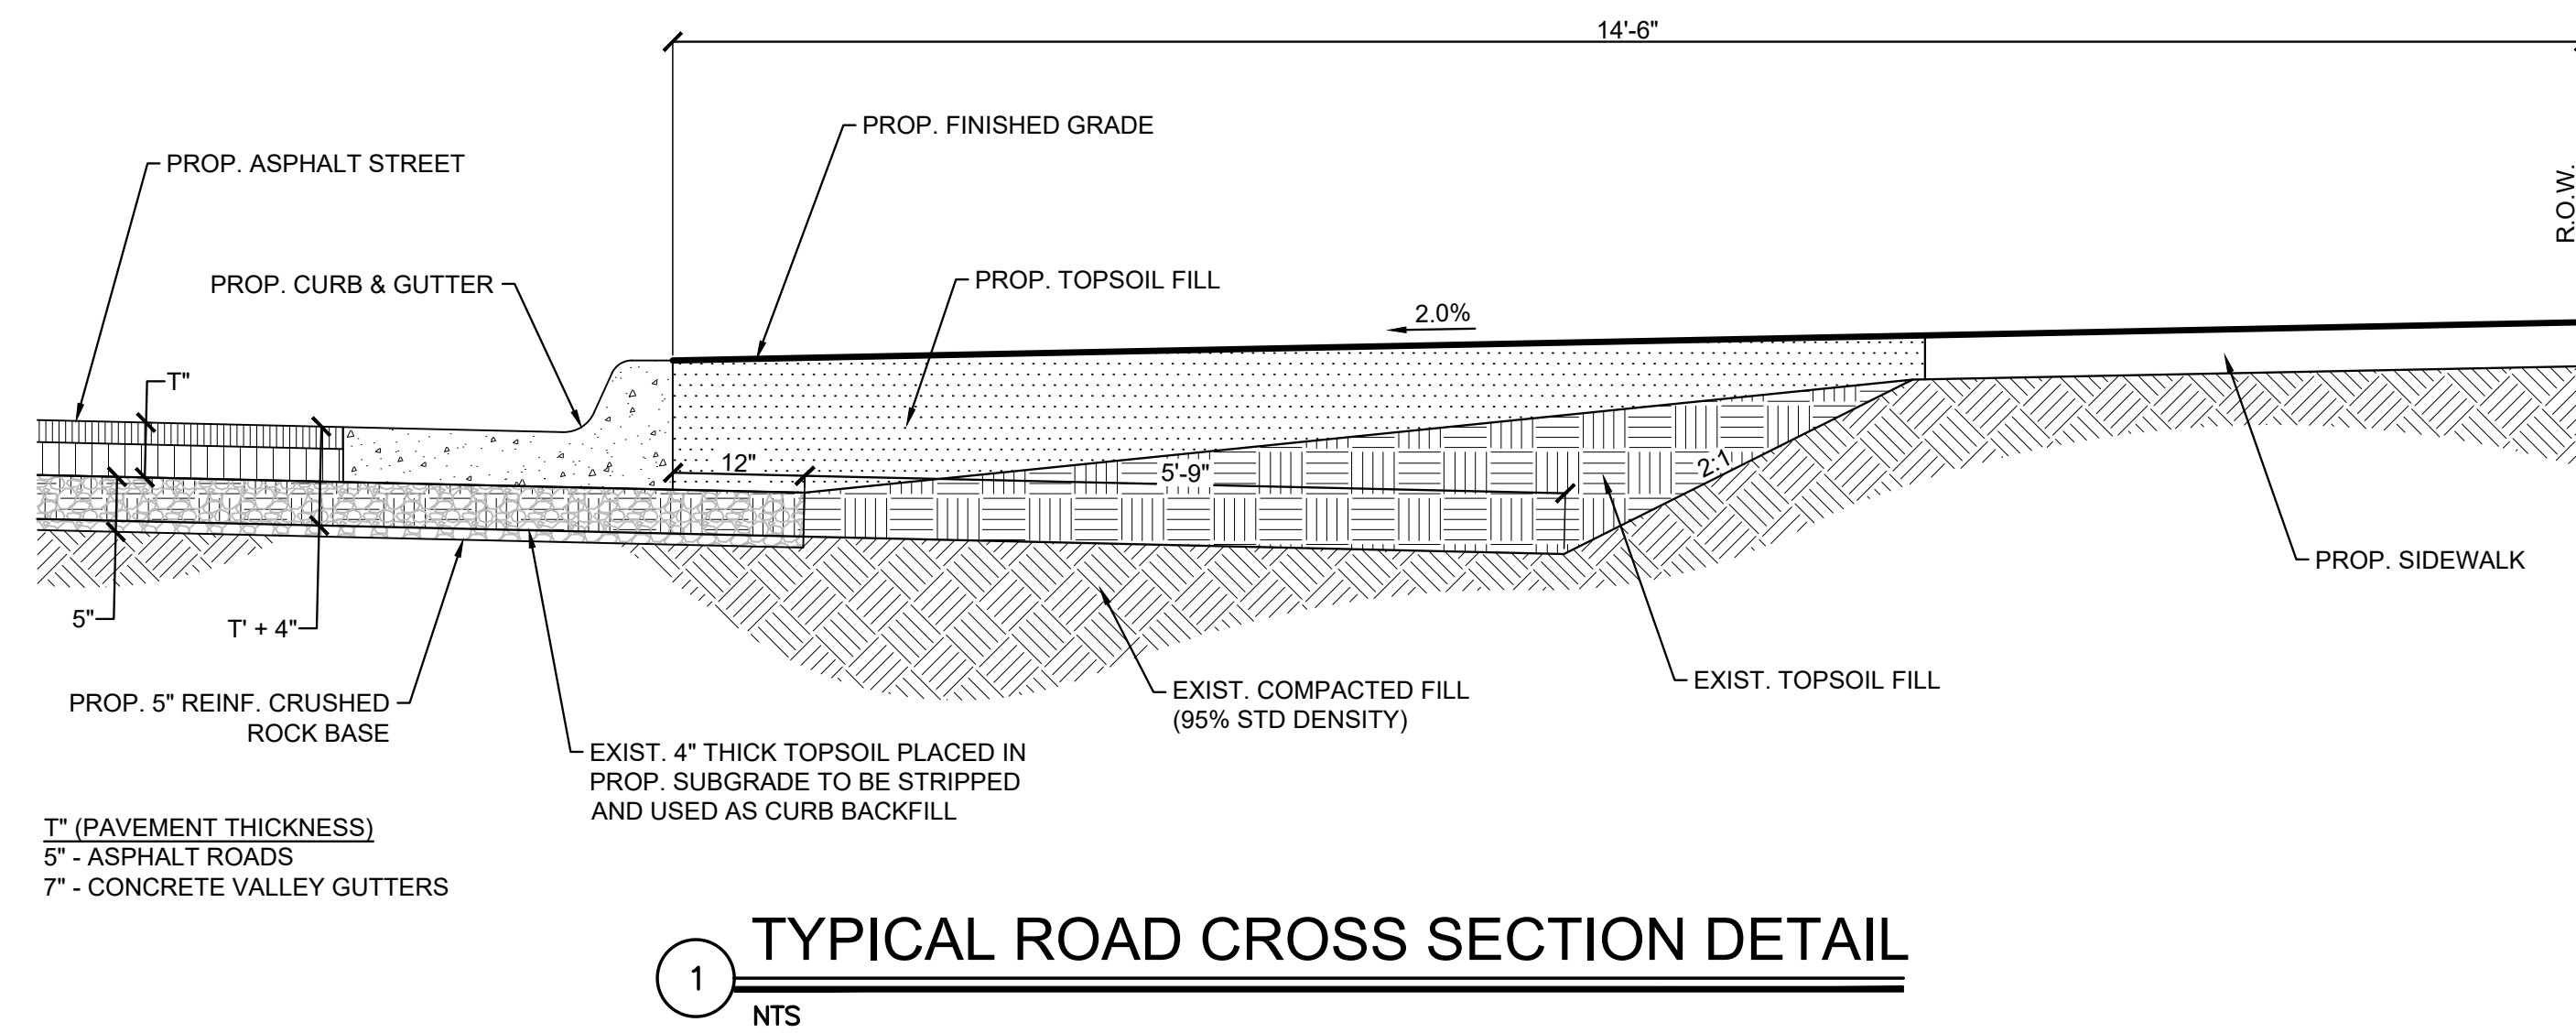 14'-6"
PROP. FINISHED GRADE
PROP. ASPHALT STREET
R.O.W.
PROP. CURB & GUTTER
PROP. TOPSOIL FILL
2.0%
T"
12"
5'-9"
2:1
PROP. SIDEWALK
5"
T' + 4"
EXIST. TOPSOIL FILL
EXIST. COMPACTED FILL
(95% STD DENSITY)
PROP. 5" REINF. CRUSHED
ROCK BASE
EXIST. 4" THICK TOPSOIL PLACED IN
PROP. SUBGRADE TO BE STRIPPED
AND USED AS CURB BACKFILL
T" (PAVEMENT THICKNESS)
5" - ASPHALT ROADS
7" - CONCRETE VALLEY GUTTERS
1
TYPICAL ROAD CROSS SECTION DETAIL
NTS